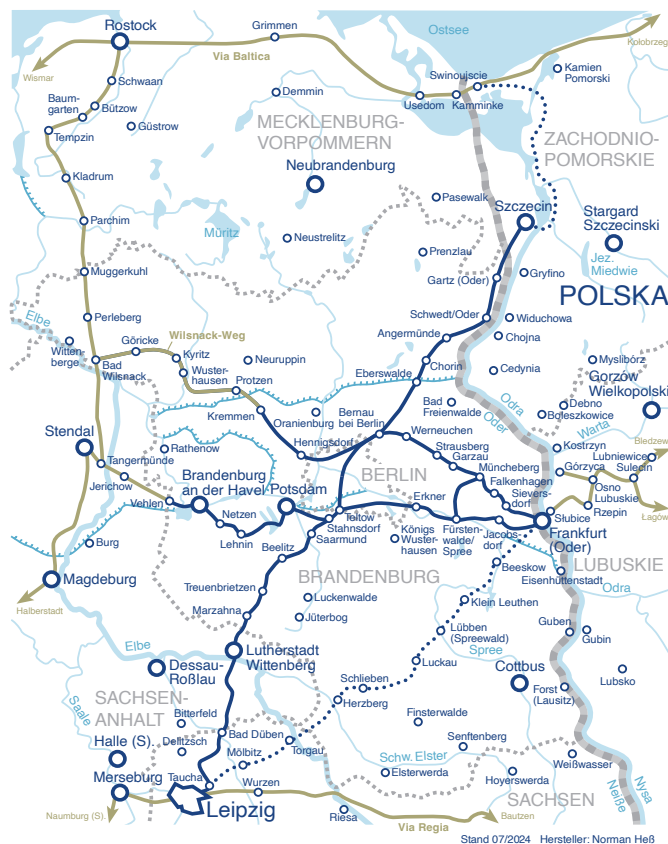 Rostock
Grimmen
Via Baltica
Ostsee
Kołobrzeg
Wismar
Schwaan
Swinoujscie
Kamien
Pomorski
Baum-
garten
Bützow
Demmin
Usedom
Kamminke
Tempzin
Güstrow
MECKLENBURG-
VORPOMMERN
ZACHODNIO-
POMORSKIE
Neubrandenburg
Kladrum
Pasewalk
Szczecin
Stargard
Szczecinski
Parchim
Müritz
Neustrelitz
Prenzlau
Jez.
Miedwie
Muggerkuhl
Gartz (Oder)
Gryfino
POLSKA
Elbe
Perleberg
Schwedt/Oder
Widuchowa
Witten-
berge
Göricke
Wilsnack-Weg
Angermünde
Chojna
Bad
Wilsnack
Kyritz
Wuster-
hausen
Neuruppin
Chorin
Cedynia
Myslibórz
Protzen
Eberswalde
Gorzów
Wielkopolski
Kremmen
Oranienburg
Bernau
bei Berlin
Bad
Freienwalde
Odra
Oder
Debno
Boleszkowice
Warta
Stendal
Hennigsdorf
Werneuchen
Rathenow
Strausberg
Kostrzyn
Bledzew
Tangermünde
Garzau
Lubniewice
Jerichow
BERLIN
Müncheberg
Górzyca
Sulecin
Brandenburg
an der Havel
Potsdam
Falkenhagen
Osno
Lubuskie
Vehlen
Erkner
Sievers-
dorf
Łagów
Netzen
Teltow
Stahnsdorf
Rzepin
Słubice
Lehnin
Saarmund
Königs
Wuster-
hausen
Fürsten-
walde/
Spree
Jacobs-
dorf
Frankfurt
(Oder)
Burg
Beelitz
Magdeburg
BRANDENBURG
Beeskow
LUBUSKIE
Eisenhüttenstadt
Halberstadt
Treuenbrietzen
Luckenwalde
Klein Leuthen
Odra
Marzahna
Jüterbog
Guben
Elbe
Lübben
(Spreewald)
Gubin
Lutherstadt
Wittenberg
Spree
Dessau-
Roßlau
Luckau
Cottbus
Lubsko
SACHSEN-
ANHALT
Schlieben
Forst
(Lausitz)
Saale
Herzberg
Bitterfeld
Finsterwalde
Halle (S).
Bad Düben
Senftenberg
Delitzsch
Torgau
Schw. Elster
Weißwasser
Mölbitz
Merseburg
Taucha
Elsterwerda
Hoyerswerda
Wurzen
Neiße
Nysa
Naumburg (S).
Leipzig
SACHSEN
Riesa
Bautzen
Via Regia
Stand 07/2024 Hersteller: Norman Heß